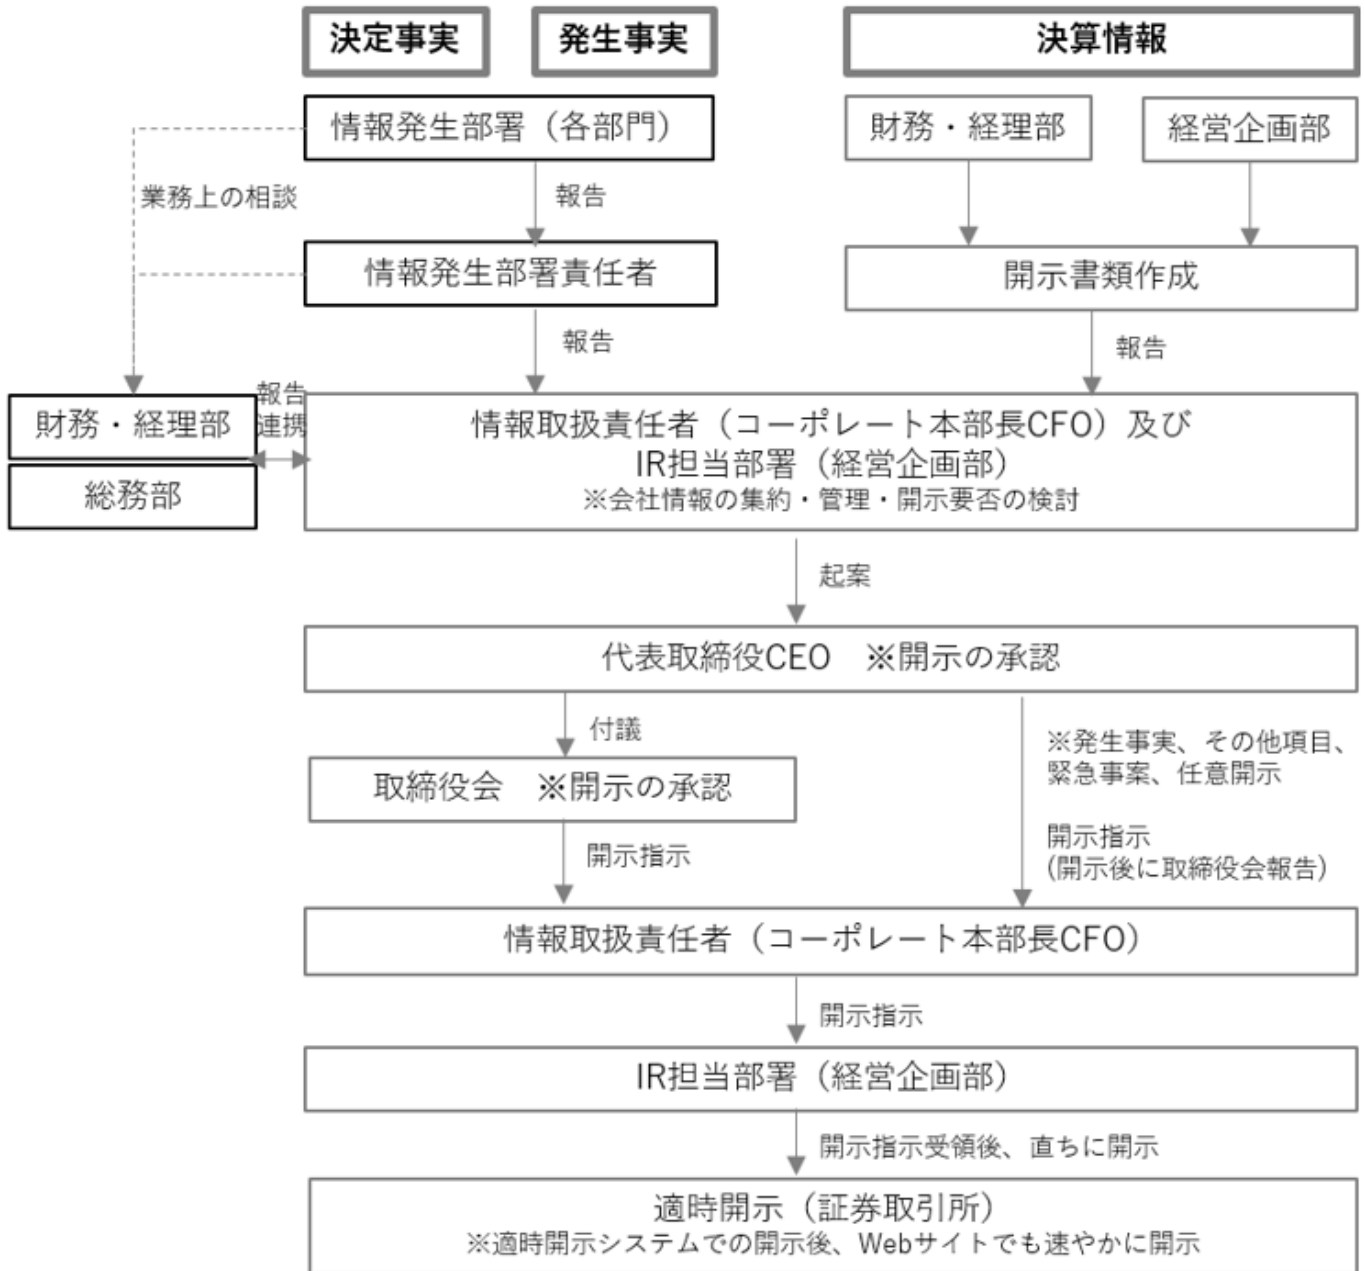 決定事実
発生事実
決算情報
情報発生部署（各部門）
財務・経理部
経営企画部
業務上の相談
報告
情報発生部署責任者
開示書類作成
報告
報告
報告
連携
財務・経理部
総務部
情報取扱責任者（コーポレート本部長CFO）及び
IR担当部署（経営企画部）
※会社情報の集約・管理・開示要否の検討
起案
代表取締役CEO　※開示の承認
付議
※発生事実、その他項目、
緊急事案、任意開示
取締役会　※開示の承認
開示指示
開示指示
(開示後に取締役会報告)
情報取扱責任者（コーポレート本部長CFO）
開示指示
IR担当部署（経営企画部）
開示指示受領後、直ちに開示
適時開示（証券取引所）
※適時開示システムでの開示後、Webサイトでも速やかに開示